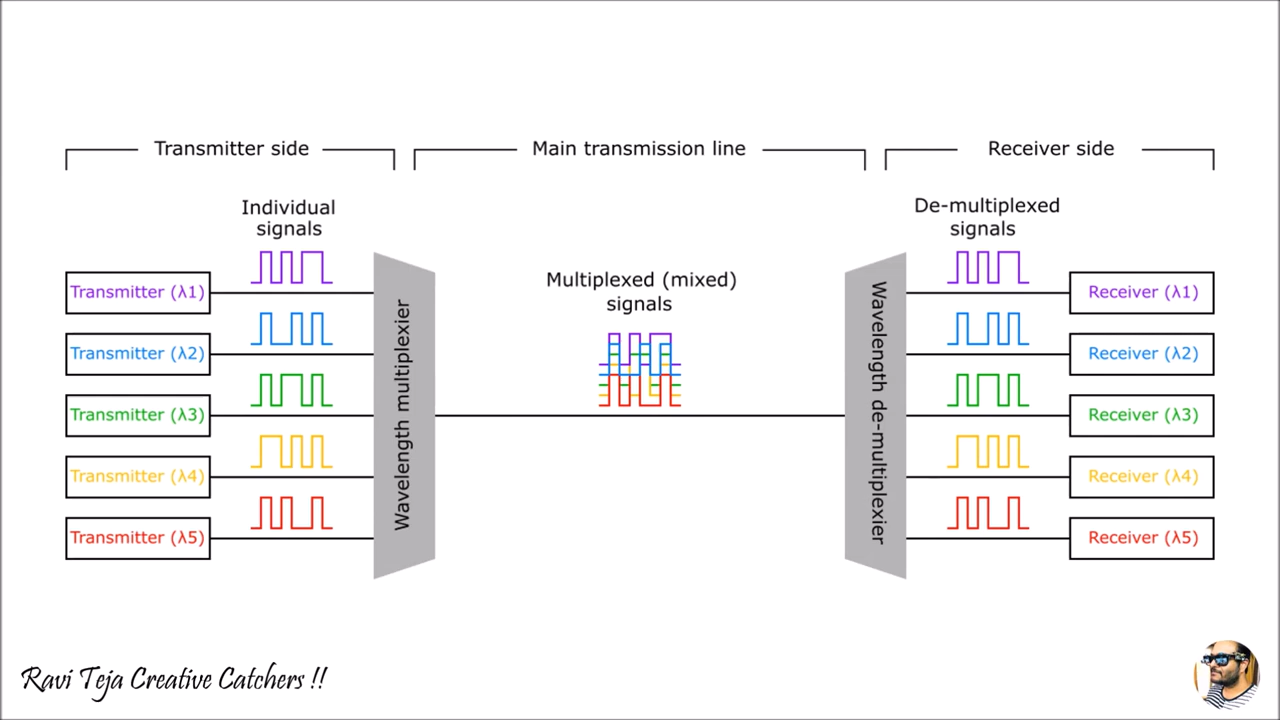 Transmitter side
Main transmission line
Receiver side
Individual
signals
De-multiplexed
signals
Multiplexed (mixed)
signals
Transmitter (λ1)
Transmitter (λ2)
Transmitter (λ3)
Transmitter (λ4)
Transmitter (λ5)
Wavelength multiplexier
Wavelength de-multiplexier
Receiver (λ1)
Receiver (λ2)
Receiver (λ3)
Receiver (λ4)
Receiver (λ5)
Ravi Teja Creative Catchers !!